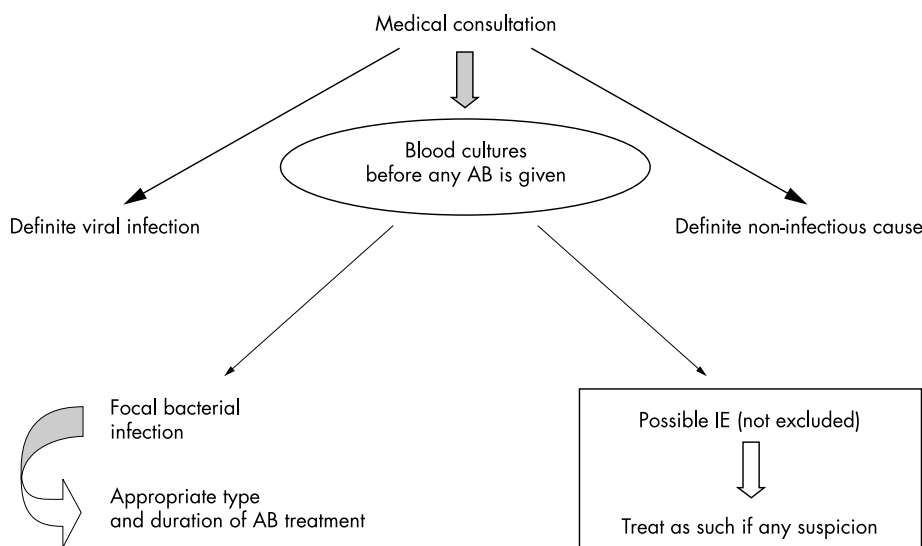 Medical consultation
Blood cultures
before any AB is given
Definite viral infection
Definite non-infectious cause
Focal bacterial
infection
Appropriate type
and duration of AB treatment
Possible IE (not excluded)
Treat as such if any suspicion